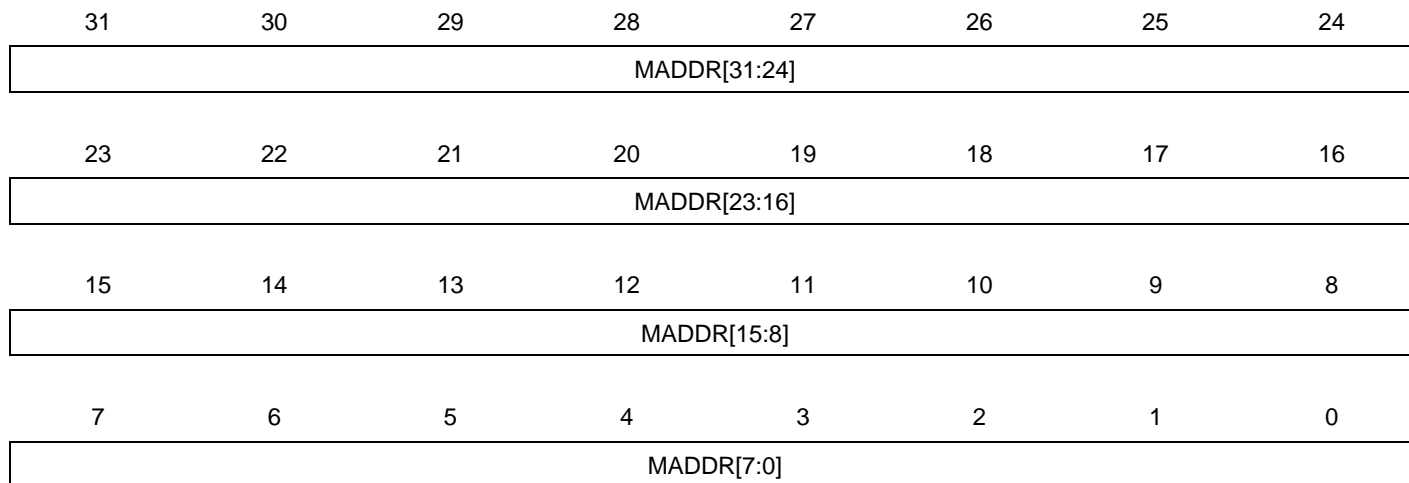 31 30 29 28 27 26 25 24
MADDR[31:24]
23 22 21 20 19 18 17 16
MADDR[23:16]
15 14 13 12 11 10 9 8
MADDR[15:8]
7 6 5 4 3 2 1 0
MADDR[7:0]